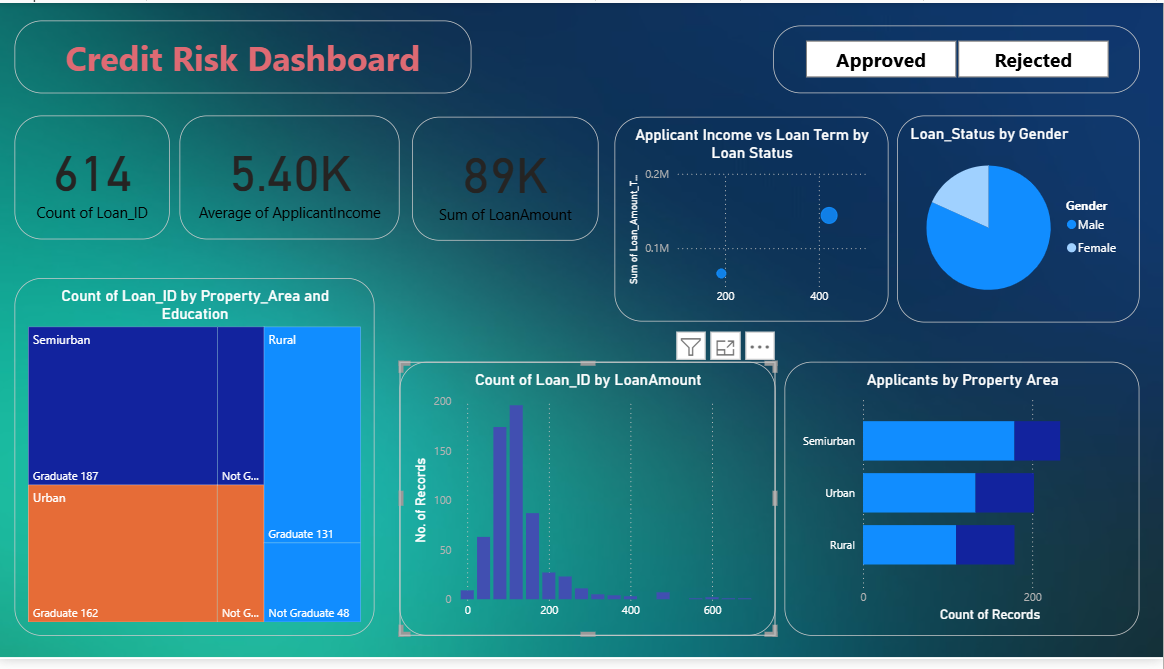 Credit Risk Dashboard
Approved
Rejected
614
Count of Loan_ID
5.40K
Average of ApplicantIncome
89K
Sum of LoanAmount
Applicant Income vs Loan Term by
Loan Status
Sum of Loan_Amount_T...
0.2M
0.1M
200
400
Loan_Status by Gender
Gender
Male
Female
Count of Loan_ID by Property_Area and
Education
Semiurban
Graduate 187
Not G...
Rural
Graduate 131
Urban
Graduate 162
Not G...
Not Graduate 48
Count of Loan_ID by LoanAmount
No. of Records
200
150
100
50
0
0
200
400
600
Applicants by Property Area
Semiurban
Urban
Rural
0
200
Count of Records